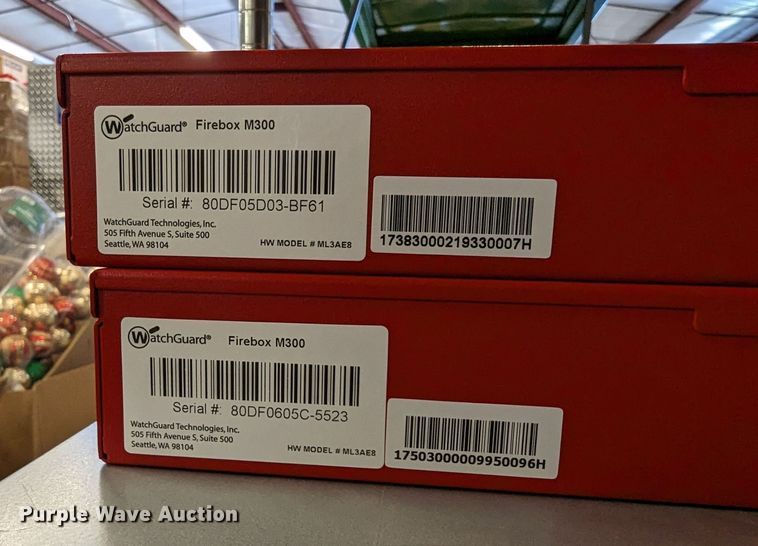 WatchGuard® Firebox M300
Serial #: 80DF05D03-BF61
WatchGuard Technologies, Inc.
505 Fifth Avenue S, Suite 500
Seattle, WA 98104
HW MODEL # ML3AE8
17383000219330007H
WatchGuard® Firebox M300
Serial #: 80DF0605C-5523
WatchGuard Technologies, Inc.
505 Fifth Avenue S, Suite 500
Seattle, WA 98104
HW MODEL # ML3AE8
17503000009950096H
Purple Wave Auction